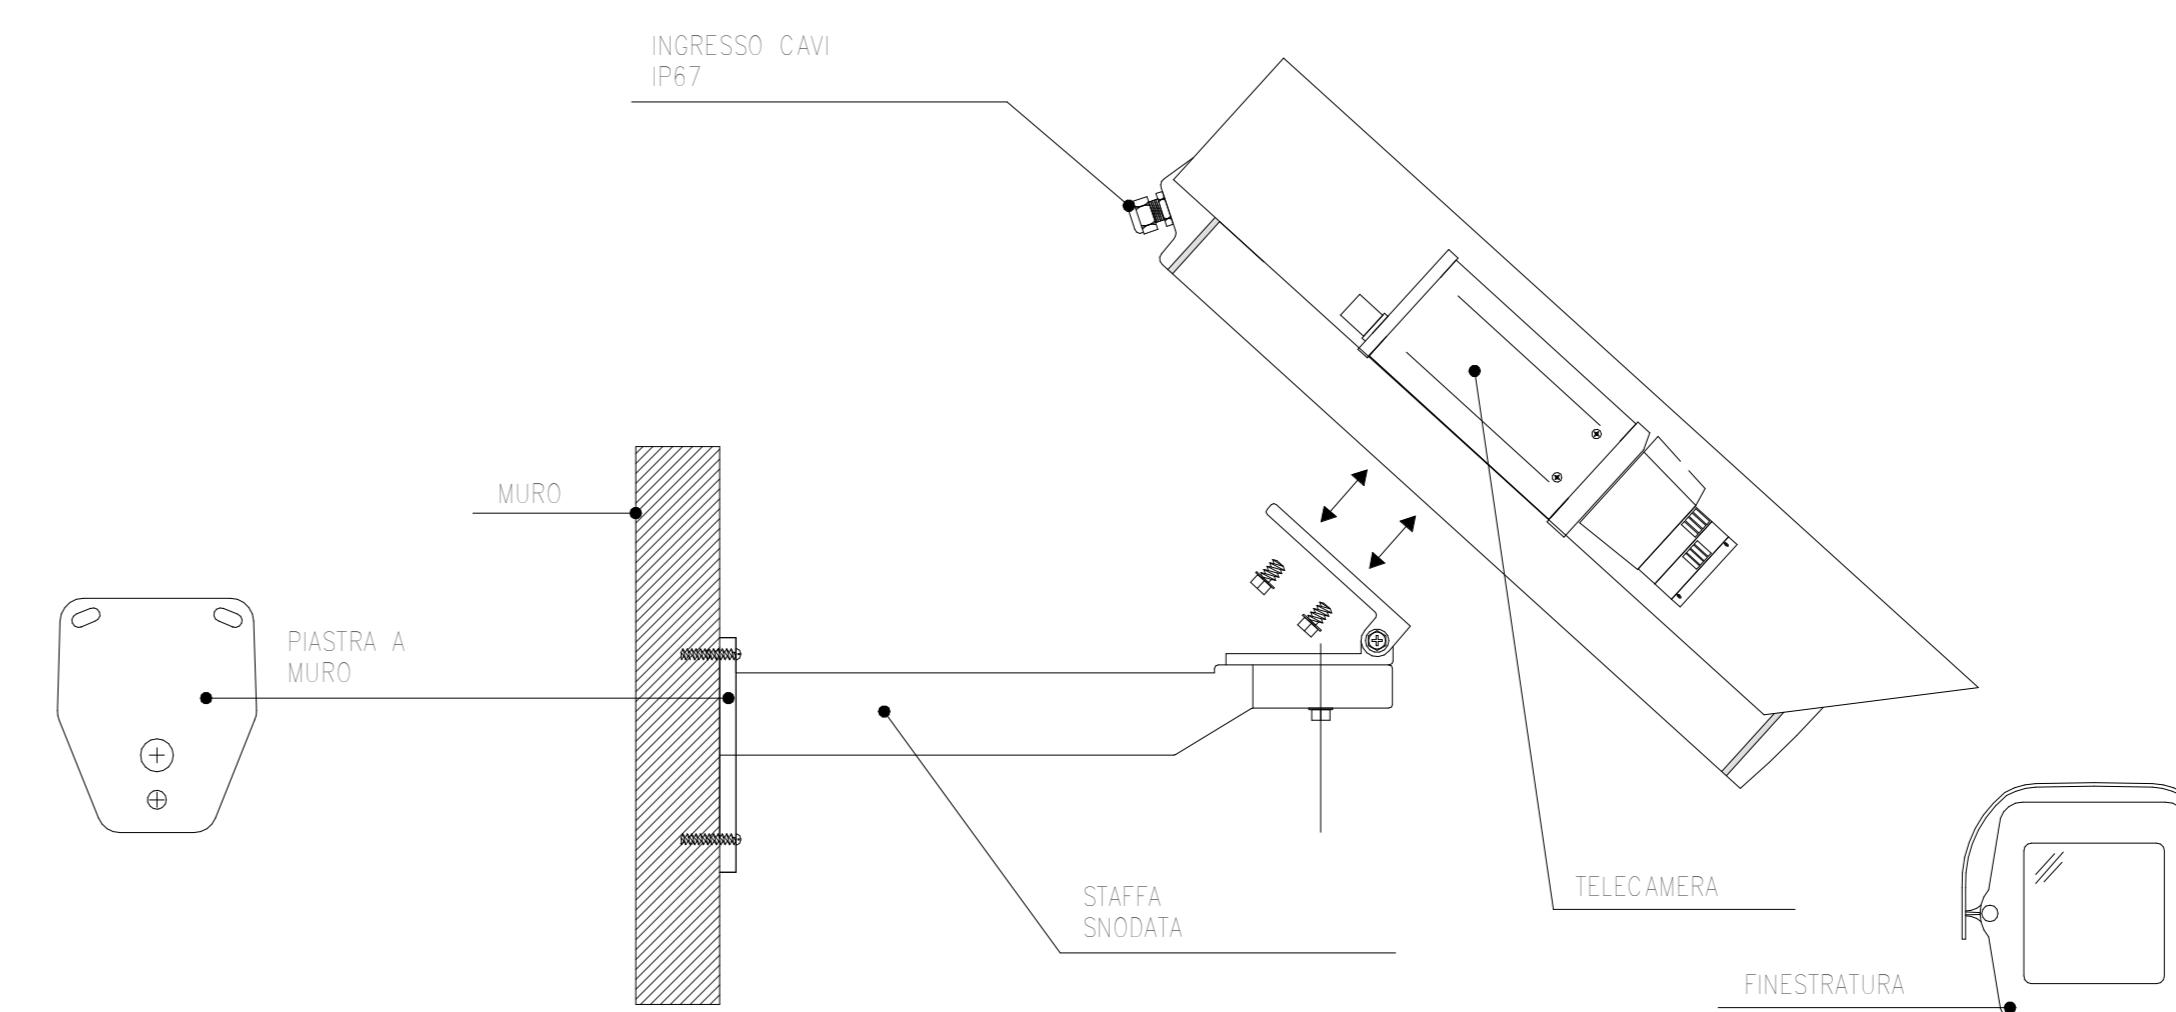 INGRESSO CAVI
IP67
MURO
PIASTRA A
MURO
STAFFA
SNODATA
TELECAMERA
FINESTRATURA